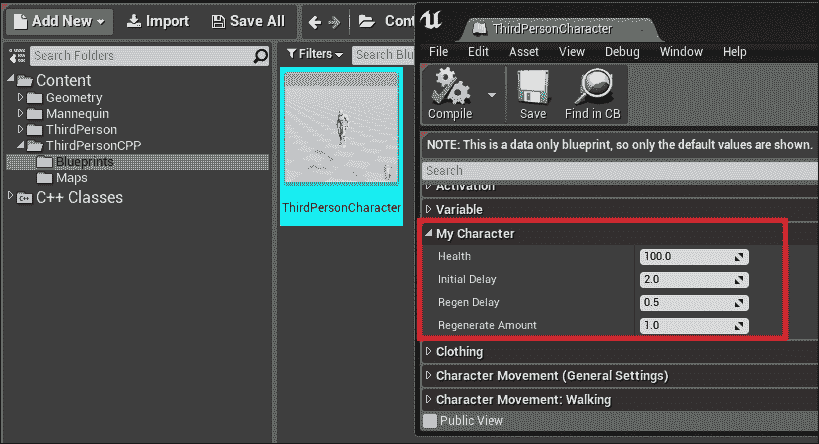 Add New
Import
Save All
Cont
Search Folders
Filters
Search Blu
Content
Geometry
Mannequin
ThirdPerson
ThirdPersonCPP
Blueprints
Maps
C++ Classes
ThirdPersonCharacter
ThirdPersonCharacter
File Edit Asset View Debug Window Help
Compile
Save
Find in CB
NOTE: This is a data only blueprint, so only the default values are shown.
Search
Activation
Variable
My Character
Health 100.0
Initial Delay 2.0
Regen Delay 0.5
Regenerate Amount 1.0
Clothing
Character Movement (General Settings)
Character Movement: Walking
Public View